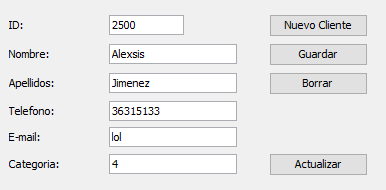 ID: 2500 Nuevo Cliente
Nombre: Alexsis Guardar
Apellidos: Jimenez Borrar
Telefono: 36315133
E-mail: lol
Categoria: 4 Actualizar